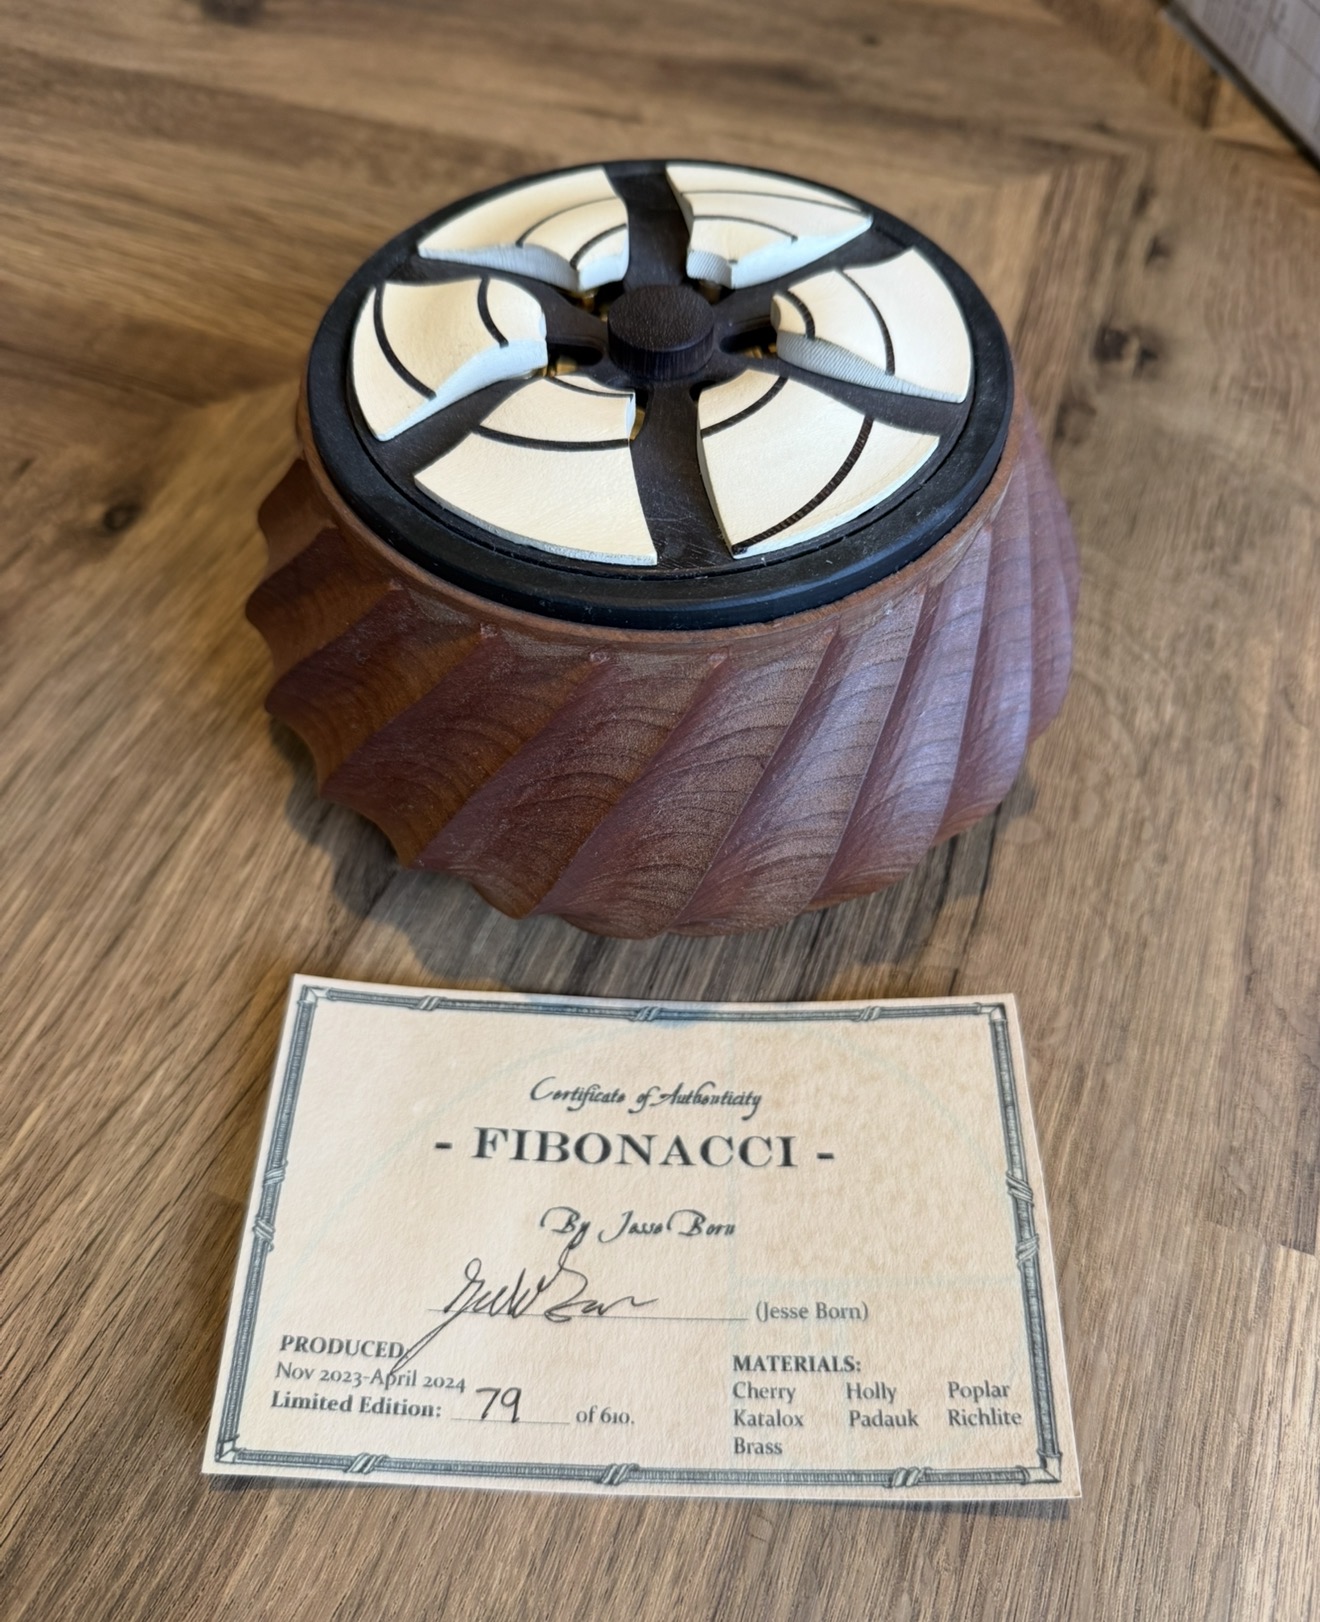 Certificate of Authenticity
- FIBONACCI -
By Jesse Born
(Jesse Born)
PRODUCED:
Nov 2023-April 2024
Limited Edition: 79 of 610.
MATERIALS:
Cherry Holly Poplar
Katalox Padauk Richlite
Brass